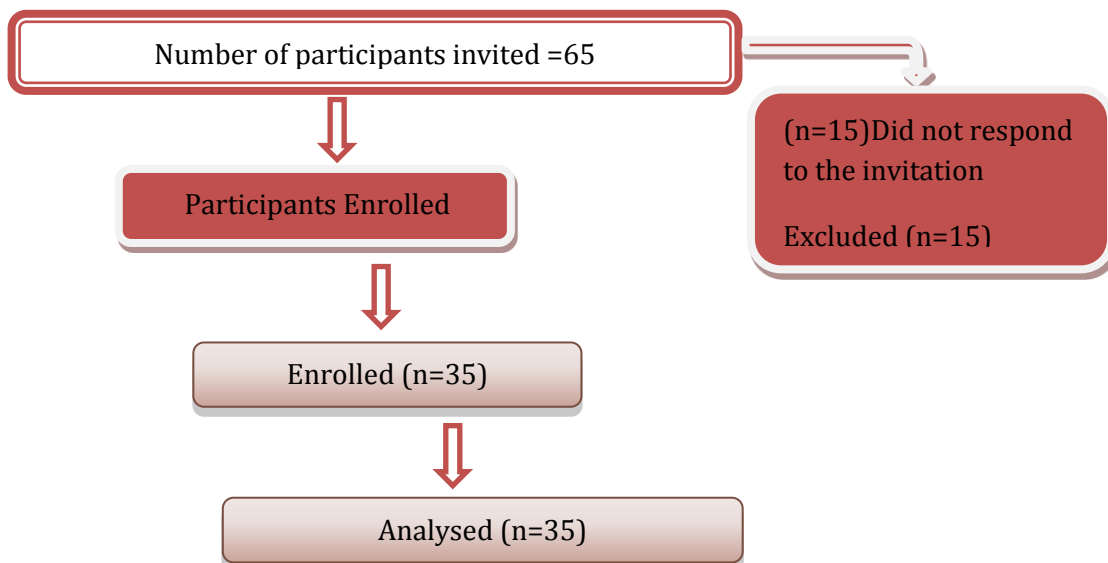 Number of participants invited =65
(n=15)Did not respond
to the invitation
Excluded (n=15)
Participants Enrolled
Enrolled (n=35)
Analysed (n=35)